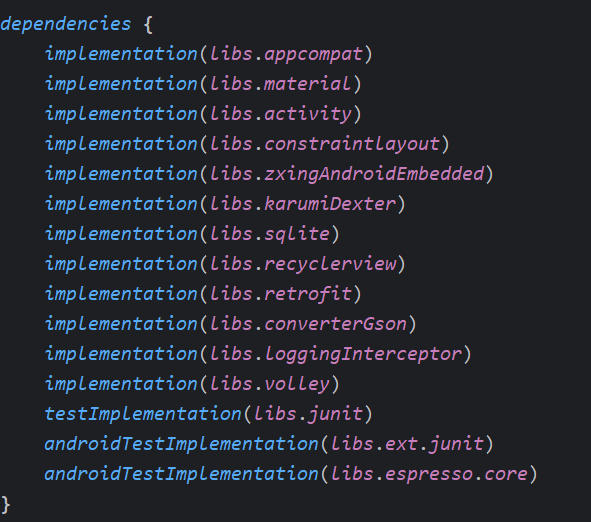 dependencies {
    implementation(libs.appcompat)
    implementation(libs.material)
    implementation(libs.activity)
    implementation(libs.constraintlayout)
    implementation(libs.zxingAndroidEmbedded)
    implementation(libs.karumiDexter)
    implementation(libs.sqlite)
    implementation(libs.recyclerview)
    implementation(libs.retrofit)
    implementation(libs.converterGson)
    implementation(libs.loggingInterceptor)
    implementation(libs.volley)
    testImplementation(libs.junit)
    androidTestImplementation(libs.ext.junit)
    androidTestImplementation(libs.espresso.core)
}